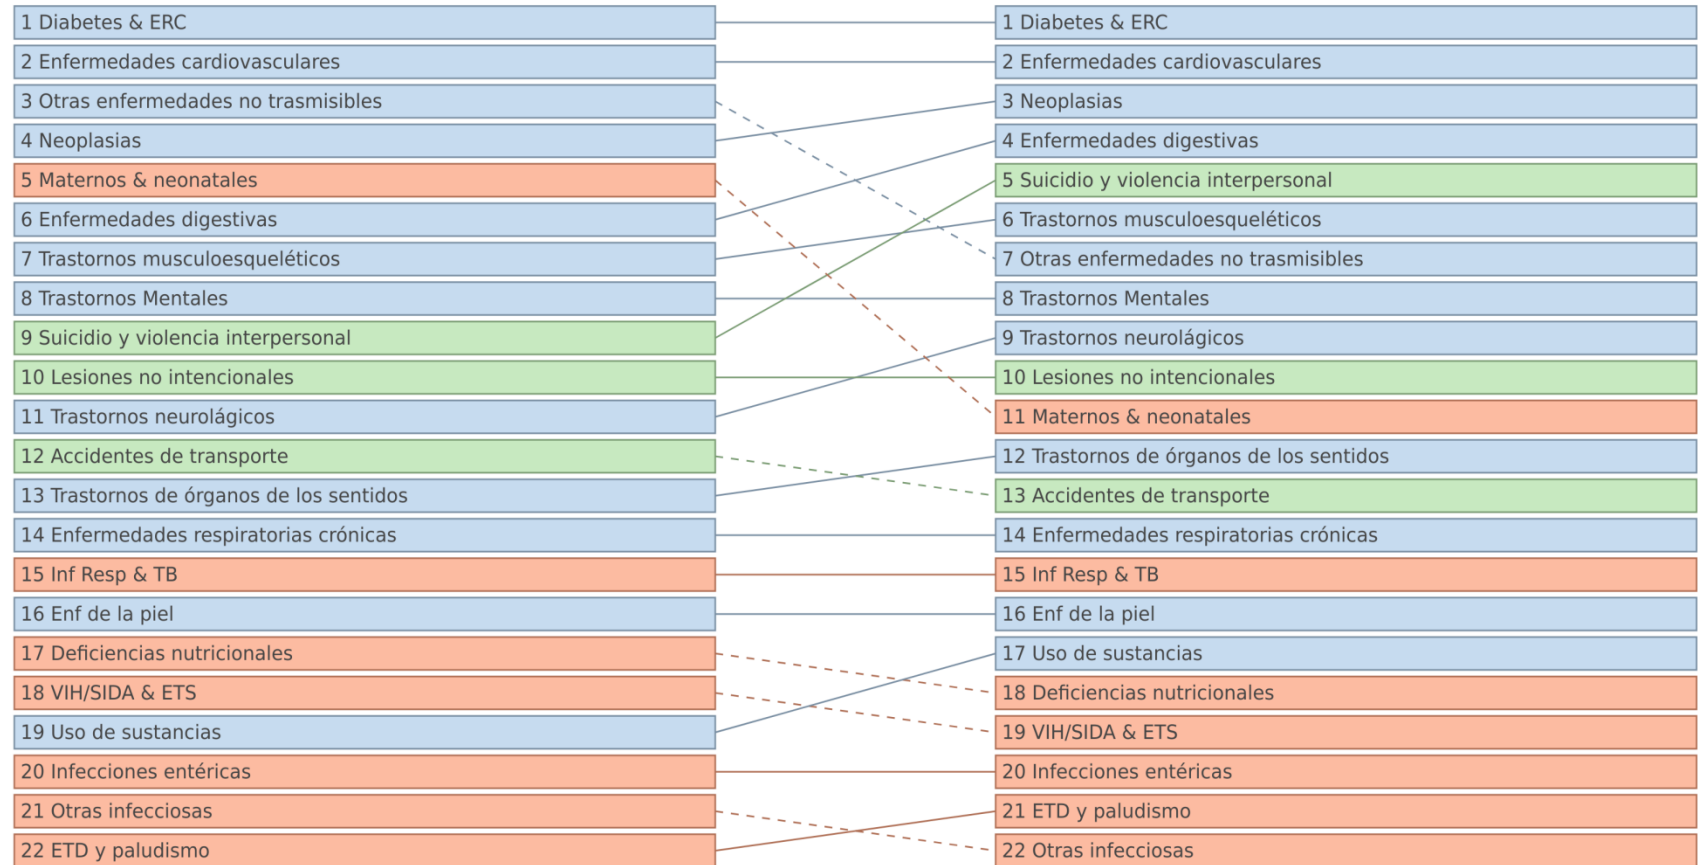 1 Diabetes & ERC
2 Enfermedades cardiovasculares
3 Otras enfermedades no trasmisibles
4 Neoplasias
5 Maternos & neonatales
6 Enfermedades digestivas
7 Trastornos musculoesqueléticos
8 Trastornos Mentales
9 Suicidio y violencia interpersonal
10 Lesiones no intencionales
11 Trastornos neurolágicos
12 Accidentes de transporte
13 Trastornos de órganos de los sentidos
14 Enfermedades respiratorias crónicas
15 Inf Resp & TB
16 Enf de la piel
17 Deficiencias nutricionales
18 VIH/SIDA & ETS
19 Uso de sustancias
20 Infecciones entéricas
21 Otras infecciosas
22 ETD y paludismo
1 Diabetes & ERC
2 Enfermedades cardiovasculares
3 Neoplasias
4 Enfermedades digestivas
5 Suicidio y violencia interpersonal
6 Trastornos musculoesqueléticos
7 Otras enfermedades no trasmisibles
8 Trastornos Mentales
9 Trastornos neurolágicos
10 Lesiones no intencionales
11 Maternos & neonatales
12 Trastornos de órganos de los sentidos
13 Accidentes de transporte
14 Enfermedades respiratorias crónicas
15 Inf Resp & TB
16 Enf de la piel
17 Uso de sustancias
18 Deficiencias nutricionales
19 VIH/SIDA & ETS
20 Infecciones entéricas
21 ETD y paludismo
22 Otras infecciosas